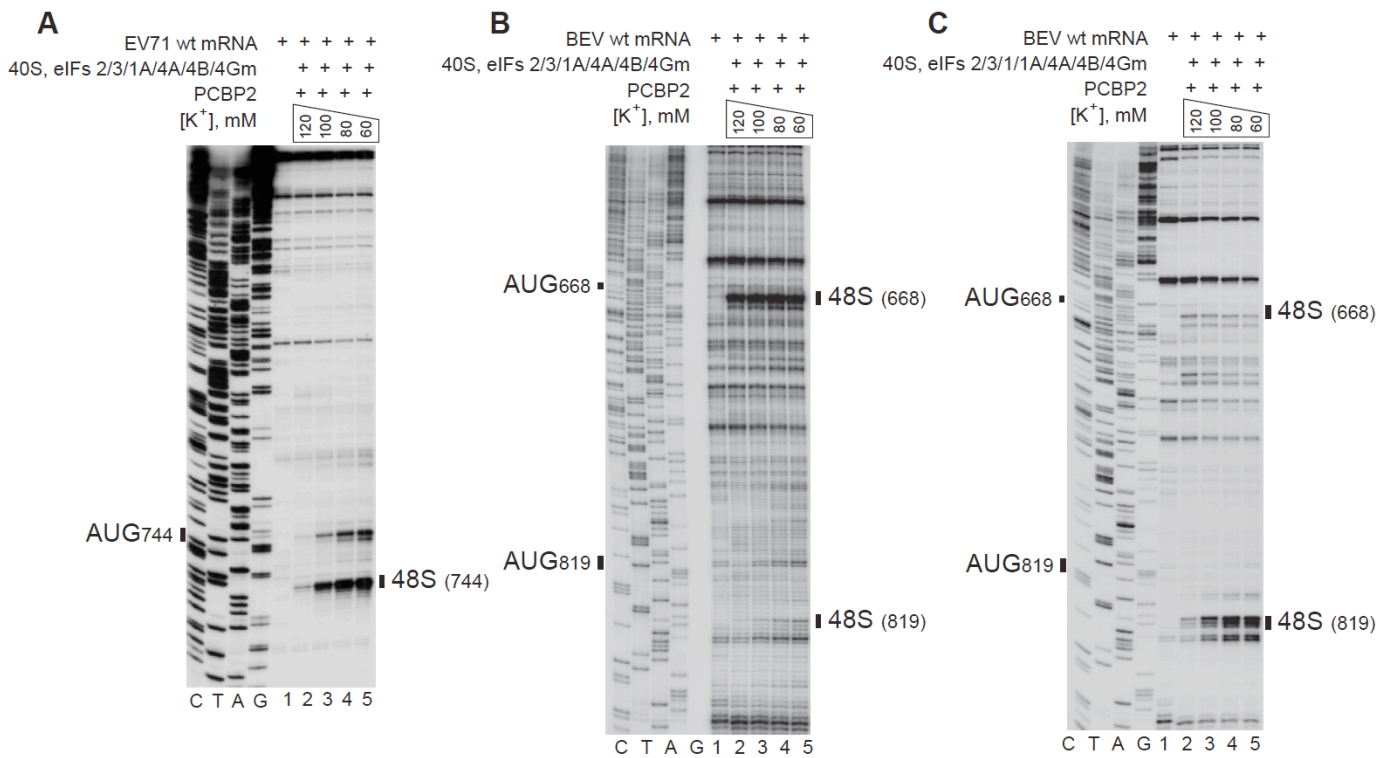 A
EV71 wt mRNA + + + + +
40S, eIFs 2/3/1A/4A/4B/4Gm + + + +
PCBP2 + + + +
[K+], mM 120 100 80 60
AUG744
48S (744)
C T A G 1 2 3 4 5
B
BEV wt mRNA + + + + +
40S, eIFs 2/3/1A/4A/4B/4Gm + + + +
PCBP2 + + + +
[K+], mM 120 100 80 60
AUG668
48S (668)
AUG819
48S (819)
C T A G 1 2 3 4 5
C
BEV wt mRNA + + + + +
40S, eIFs 2/3/1/1A/4A/4B/4Gm + + + +
PCBP2 + + + +
[K+], mM 120 100 80 60
AUG668
48S (668)
AUG819
48S (819)
C T A G 1 2 3 4 5